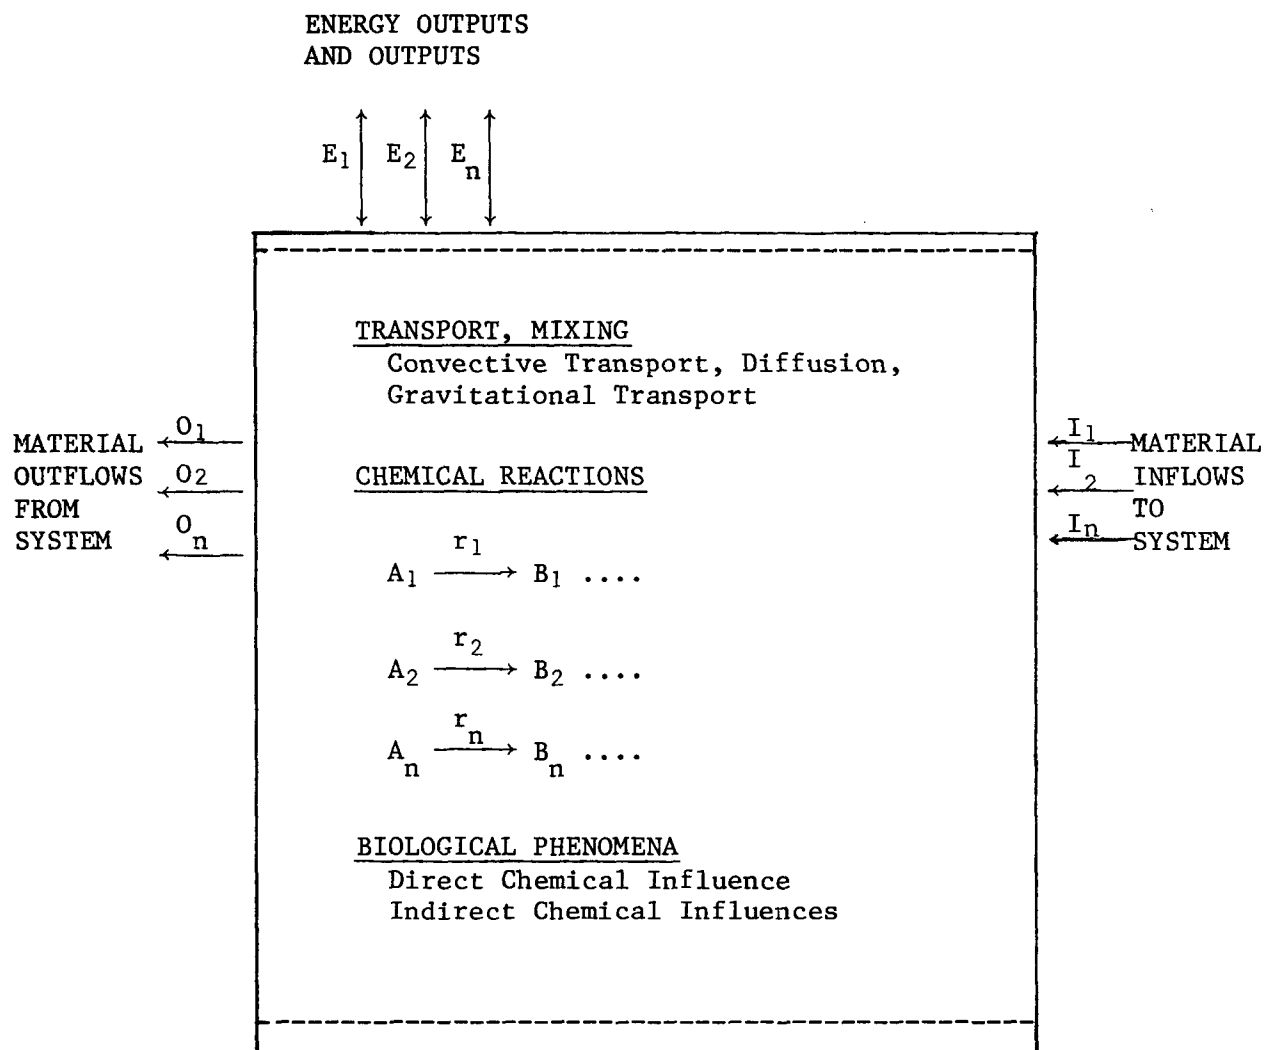 ENERGY OUTPUTS
AND OUTPUTS
E1 E2 En
TRANSPORT, MIXING
Convective Transport, Diffusion,
Gravitational Transport
MATERIAL
OUTFLOWS
FROM
SYSTEM
O1
O2
On
I1
I2
In
MATERIAL
INFLOWS
TO
SYSTEM
CHEMICAL REACTIONS
r1
A1 → B1 ....
r2
A2 → B2 ....
rn
An → Bn ....
BIOLOGICAL PHENOMENA
Direct Chemical Influence
Indirect Chemical Influences